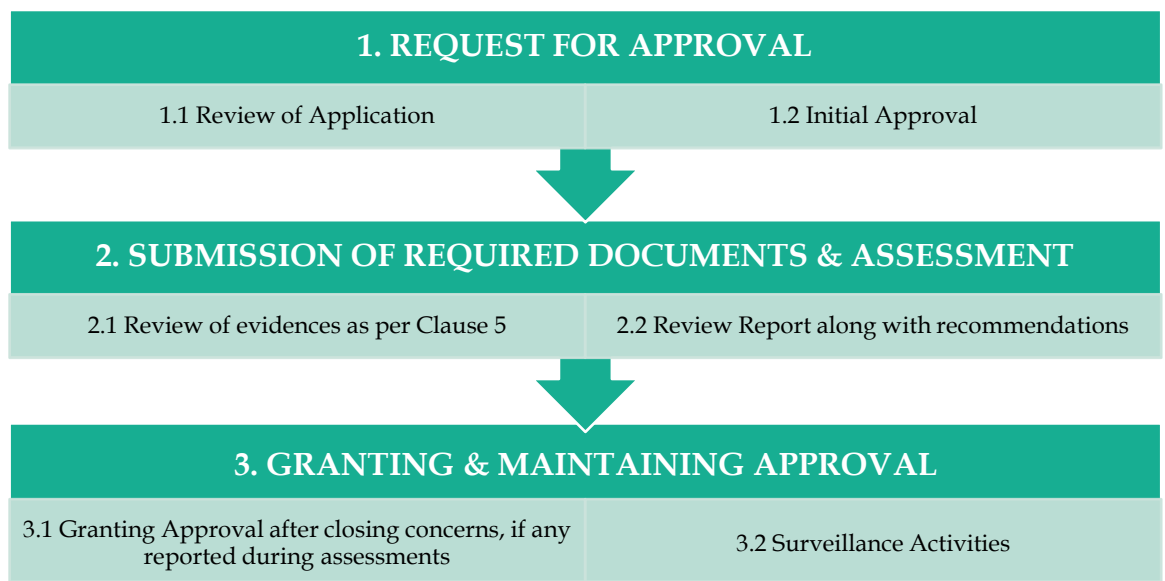 1. REQUEST FOR APPROVAL
1.1 Review of Application
1.2 Initial Approval
2. SUBMISSION OF REQUIRED DOCUMENTS & ASSESSMENT
2.1 Review of evidences as per Clause 5
2.2 Review Report along with recommendations
3. GRANTING & MAINTAINING APPROVAL
3.1 Granting Approval after closing concerns, if any
reported during assessments
3.2 Surveillance Activities